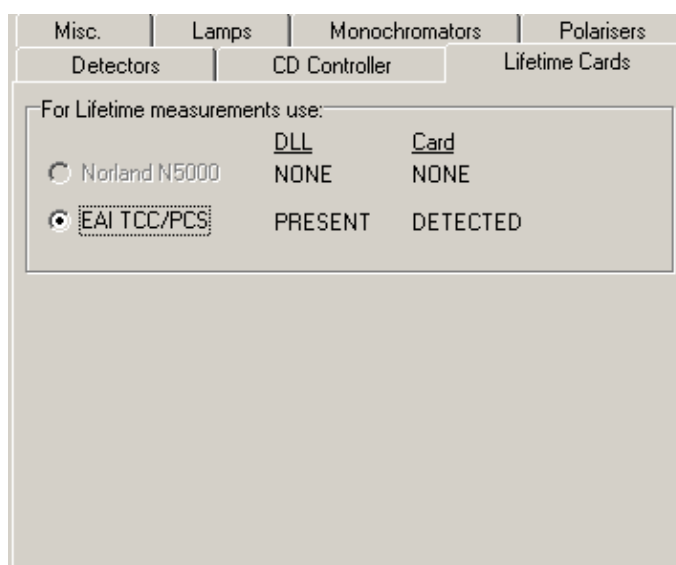 Misc. Lamps Monochromators Polarisers
Detectors CD Controller Lifetime Cards
For Lifetime measurements use:
DLL Card
Norland N5000 NONE NONE
EAI TCC/PCS PRESENT DETECTED